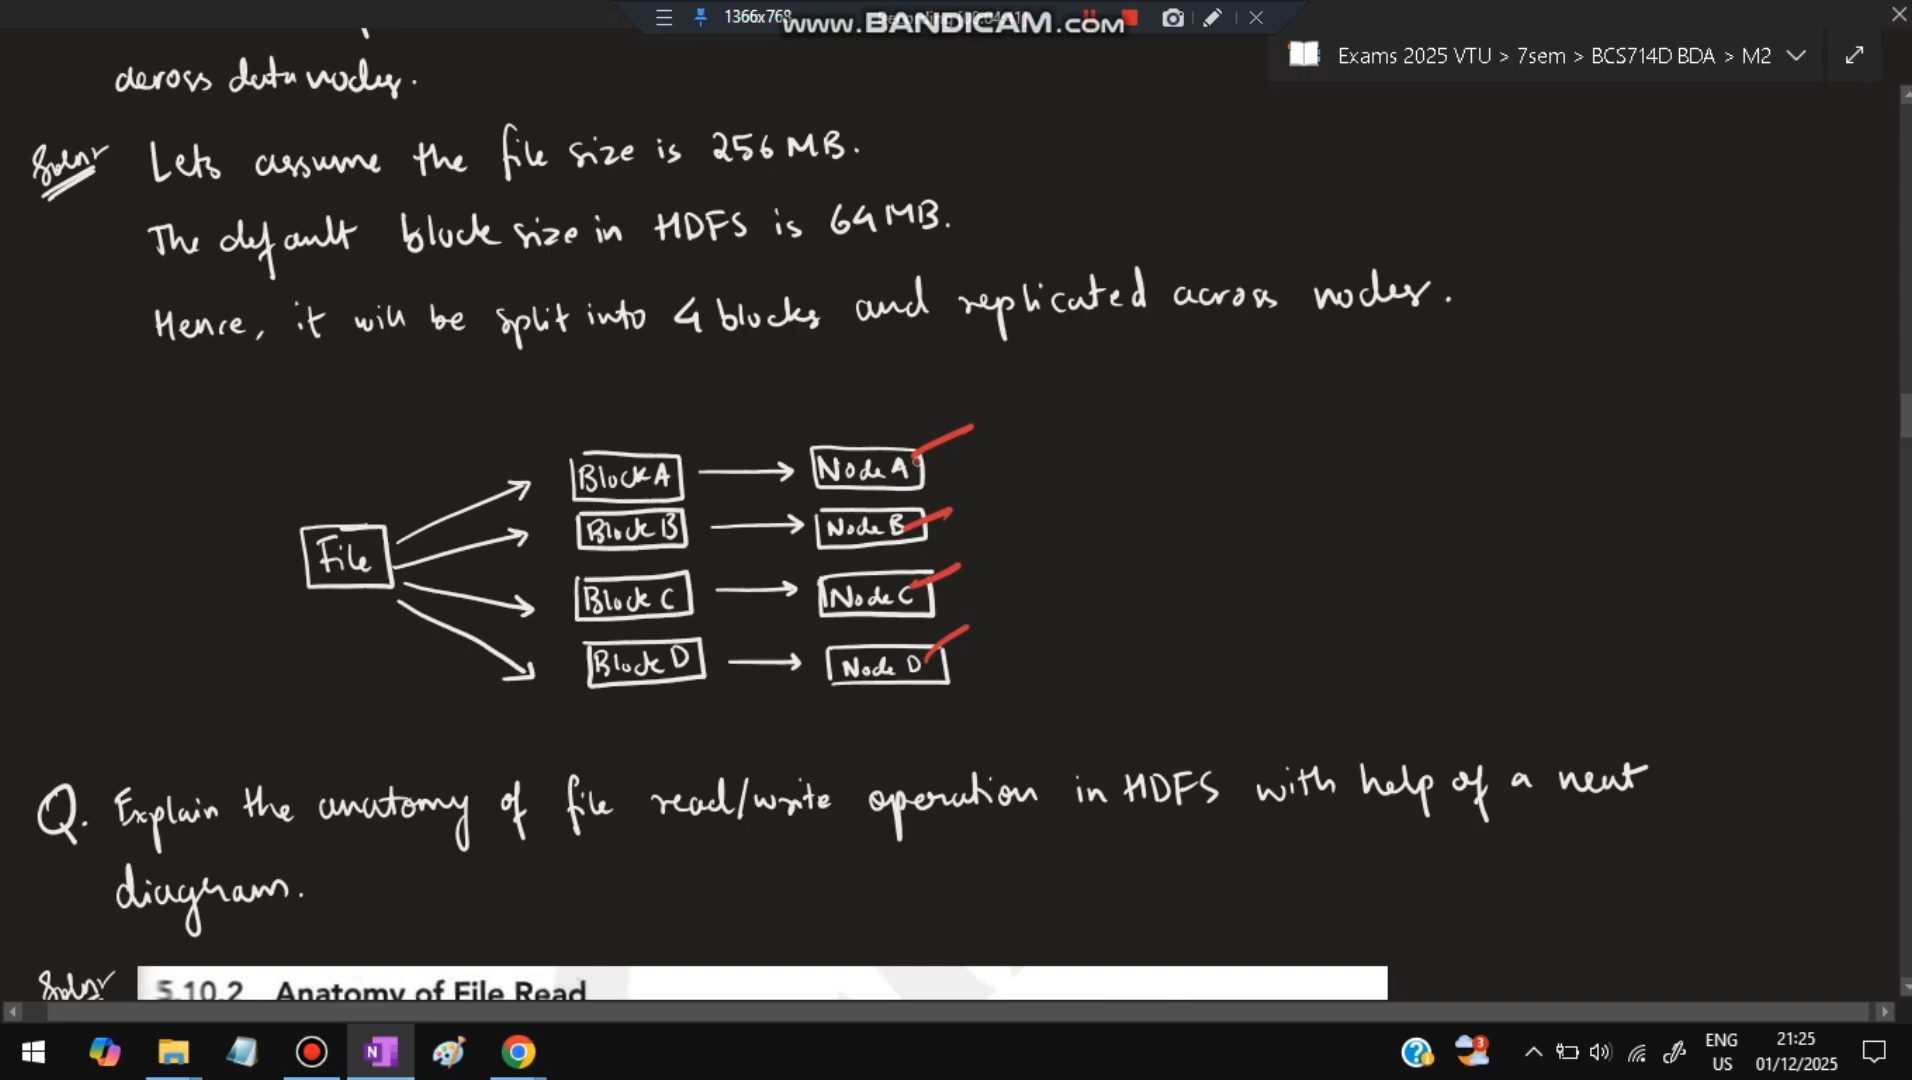 1366x768
www.BANDICAM.com
Exams 2025 VTU > 7sem > BCS714D BDA > M2
across data nodes.
Soln Lets assume the file size is 256 MB.
The default block size in HDFS is 64 MB.
Hence, it will be split into 4 blocks and replicated across nodes.
Block A Node A
Block B Node B
File
Block C Node C
Block D Node D
Q. Explain the anatomy of file read/write operation in HDFS with help of a neat
diagram.
Soln 5.10.2 Anatomy of File Read
ENG 21:25
US 01/12/2025